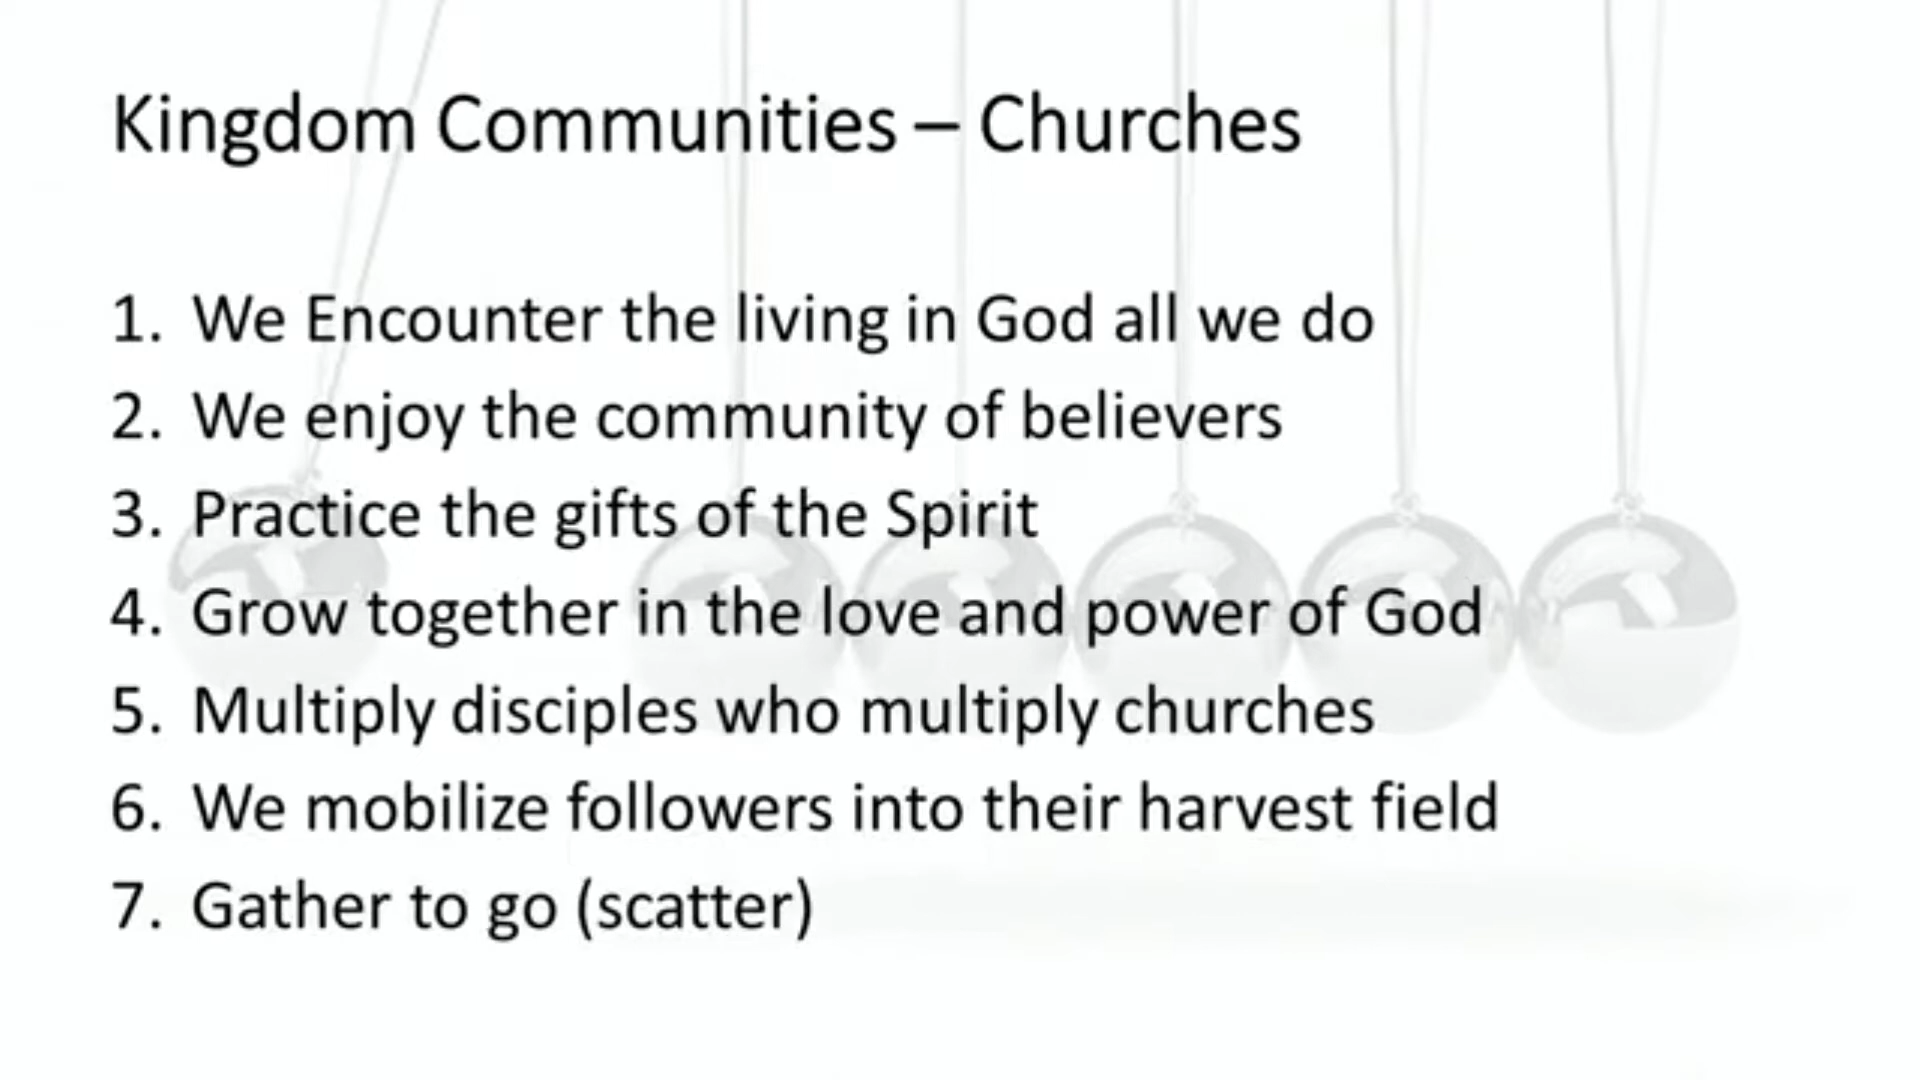 Kingdom Communities – Churches
1. We Encounter the living in God all we do
2. We enjoy the community of believers
3. Practice the gifts of the Spirit
4. Grow together in the love and power of God
5. Multiply disciples who multiply churches
6. We mobilize followers into their harvest field
7. Gather to go (scatter)